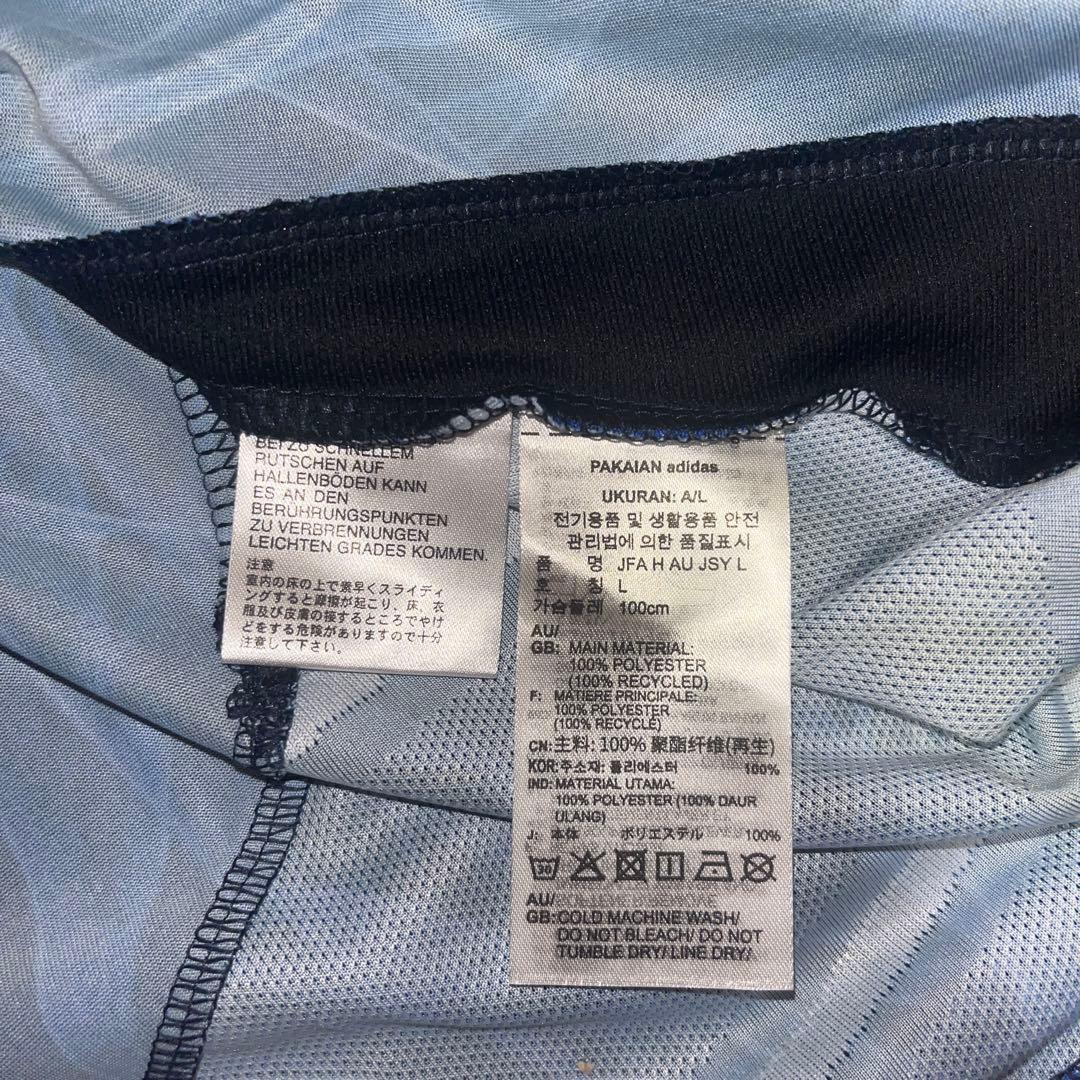 BEI ZU SCHNELLEM
RUTSCHEN AUF
HALLENBÖDEN KANN
ES AN DEN
BERÜHRUNGSPUNKTEN
ZU VERBRENNUNGEN
LEICHTEN GRADES KOMMEN.
注意
室内の床の上で素早くスライディ
ングすると摩擦が起こり、床、衣
服及び皮膚の接するところでやけ
どをする危険がありますので十分
注意して下さい。
PAKAIAN adidas
UKURAN: A/L
전기용품 및 생활용품 안전
관리법에 의한 품질표시
품 명 JFA H AU JSY L
호 칭 L
가슴둘레 100cm
AU/
GB: MAIN MATERIAL:
100% POLYESTER
(100% RECYCLED)
F: MATIERE PRINCIPALE:
100% POLYESTER
(100% RECYCLÉ)
CN:主料: 100% 聚酯纤维(再生)
KOR:주소재: 폴리에스터 100%
IND: MATERIAL UTAMA:
100% POLYESTER (100% DAUR
ULANG)
J: 本体 ポリエステル 100%
30
AU/
GB:COLD MACHINE WASH/
DO NOT BLEACH/ DO NOT
TUMBLE DRY/ LINE DRY/